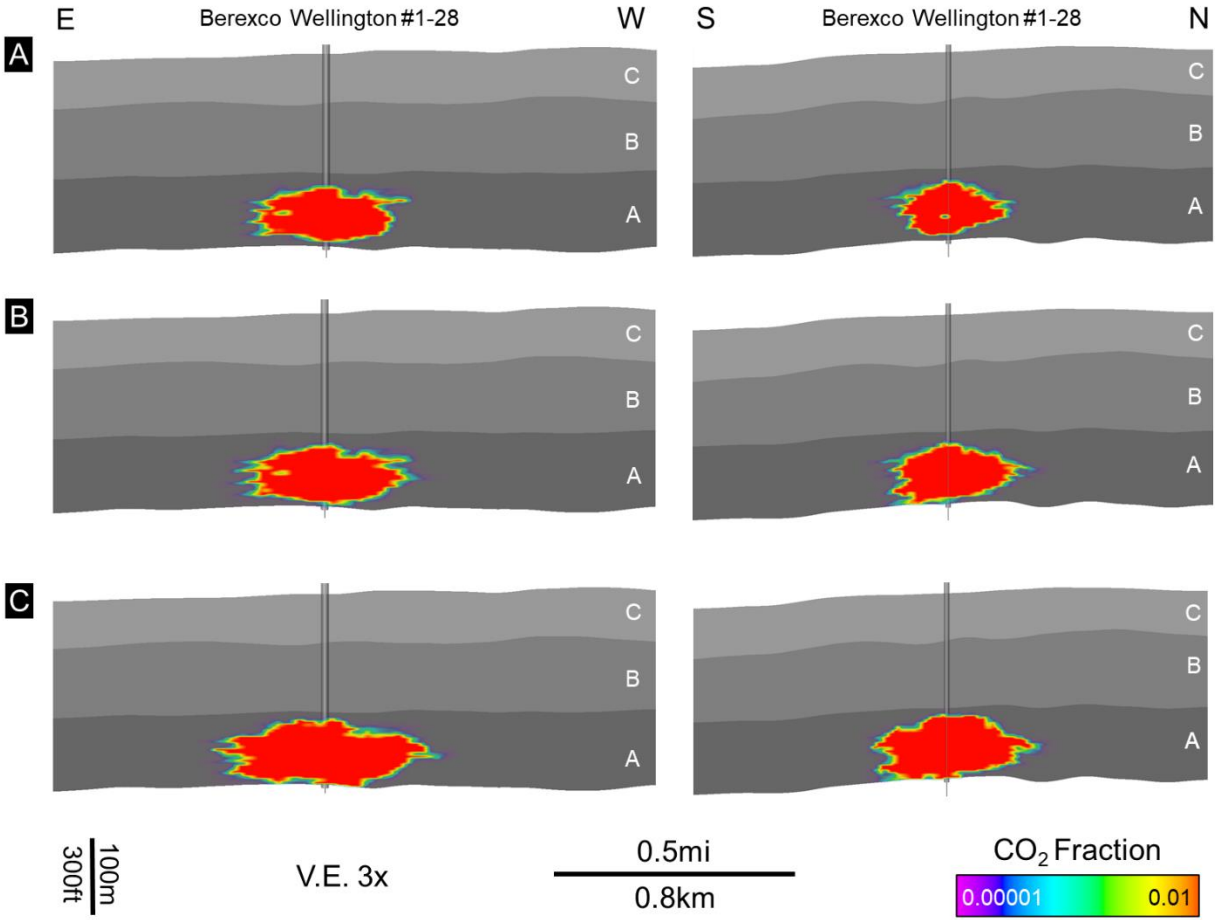 E Berexco Wellington #1-28 W
S Berexco Wellington #1-28 N
A
C
B
A
C
B
A
B
C
B
A
C
B
A
C
C
B
A
C
B
A
100m
300ft
V.E. 3x
0.5mi
0.8km
CO₂ Fraction
0.00001 0.01